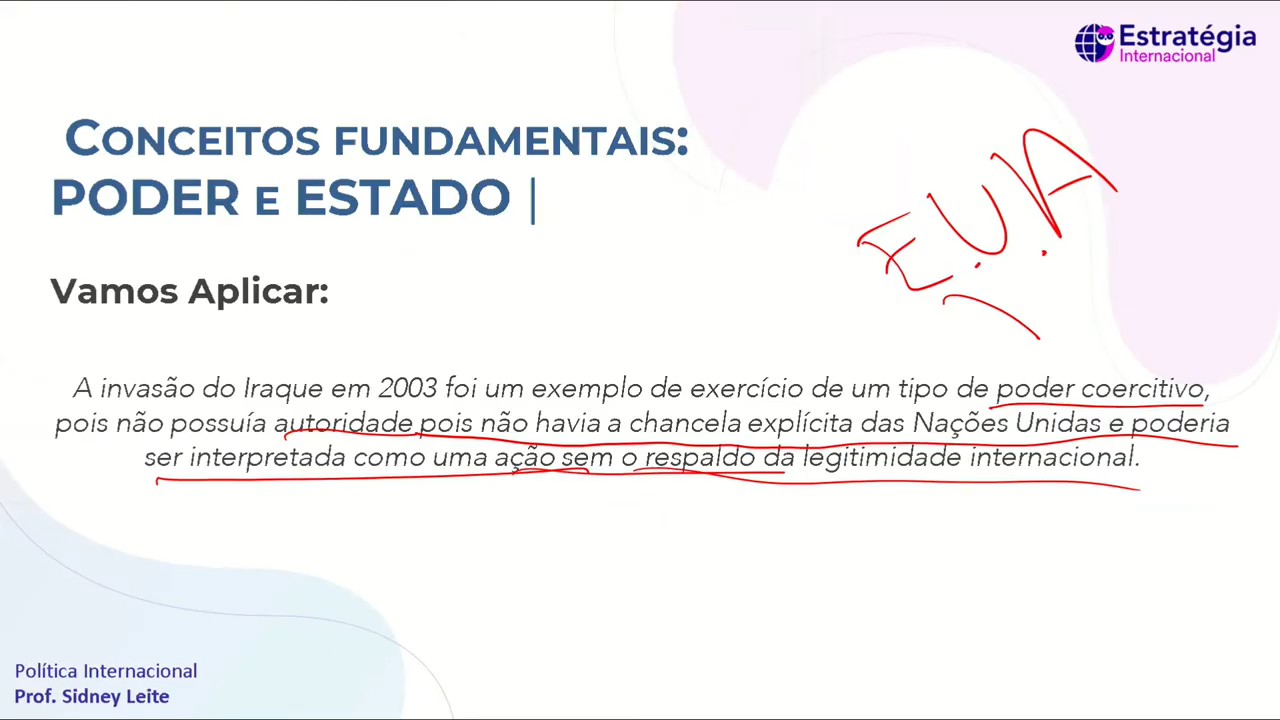 Estratégia
Internacional
CONCEITOS FUNDAMENTAIS:
PODER E ESTADO |
E.U.A
Vamos Aplicar:
A invasão do Iraque em 2003 foi um exemplo de exercício de um tipo de poder coercitivo,
pois não possuía autoridade pois não havia a chancela explícita das Nações Unidas e poderia
ser interpretada como uma ação sem o respaldo da legitimidade internacional.
Política Internacional
Prof. Sidney Leite